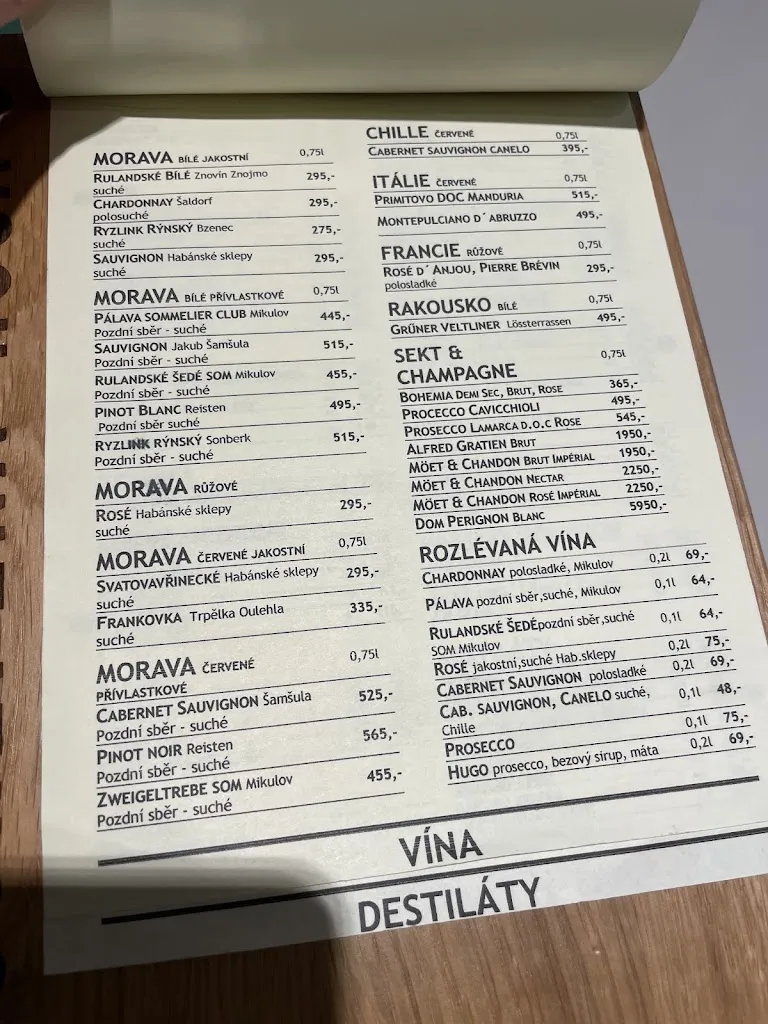 MORAVA BÍLÉ JAKOSTNÍ 0,75l
RULANDSKÉ BÍLÉ Znovín Znojmo 295,-
suché
CHARDONNAY Šaldorf 295,-
polosuché
RYZLINK RÝNSKÝ Bzenec 275,-
suché
SAUVIGNON Habánské sklepy 295,-
suché
MORAVA BÍLÉ PŘÍVLASTKOVÉ 0,75l
PÁLAVA SOMMELIER CLUB Mikulov 445,-
Pozdní sběr - suché
SAUVIGNON Jakub Šamšula 515,-
Pozdní sběr - suché
RULANDSKÉ ŠEDÉ SOM Mikulov 455,-
Pozdní sběr - suché
PINOT BLANC Reisten 495,-
Pozdní sběr suché
RYZLINK RÝNSKÝ Sonberk 515,-
Pozdní sběr - suché
MORAVA RŮŽOVÉ
ROSÉ Habánské sklepy 295,-
suché
MORAVA ČERVENÉ JAKOSTNÍ 0,75l
SVATOVAVŘINECKÉ Habánské sklepy 295,-
suché
FRANKOVKA Trpělka Oulehla 335,-
suché
MORAVA ČERVENÉ 0,75l
PŘÍVLASTKOVÉ
CABERNET SAUVIGNON Šamšula 525,-
Pozdní sběr - suché
PINOT NOIR Reisten 565,-
Pozdní sběr - suché
ZWEIGELTREBE SOM Mikulov 455,-
Pozdní sběr - suché
CHILLE ČERVENÉ 0,75l
CABERNET SAUVIGNON CANELO 395,-
ITÁLIE ČERVENÉ 0,75l
PRIMITOVO DOC MANDURIA 515,-
MONTEPULCIANO D´ABRUZZO 495,-
FRANCIE RŮŽOVÉ 0,75l
ROSÉ D´ANJOU, PIERRE BRÉVIN 295,-
polosladké
RAKOUSKO BÍLÉ 0,75l
GRŰNER VELTLINER Lössterrassen 495,-
SEKT &
CHAMPAGNE 0,75l
BOHEMIA DEMI SEC, BRUT, ROSE 365,-
PROCECCO CAVICCHIOLI 495,-
PROSECCO LAMARCA D.O.C ROSE 545,-
ALFRED GRATIEN BRUT 1950,-
MÖET & CHANDON BRUT IMPÉRIAL 1950,-
MÖET & CHANDON NECTAR 2250,-
MÖET & CHANDON ROSÉ IMPÉRIAL 2250,-
DOM PERIGNON BLANC 5950,-
ROZLÉVANÁ VÍNA
CHARDONNAY polosladké, Mikulov 0,2l 69,-
PÁLAVA pozdní sběr,suché, Mikulov 0,1l 64,-
RULANDSKÉ ŠEDÉpozdní sběr,suché 0,1l 64,-
SOM Mikulov
ROSÉ jakostní,suché Hab.sklepy 0,2l 75,-
CABERNET SAUVIGNON polosladké 0,2l 69,-
CAB. SAUVIGNON, CANELO suché, 0,1l 48,-
Chille
PROSECCO 0,1l 75,-
HUGO prosecco, bezový sirup, máta 0,2l 69,-
VÍNA
DESTILÁTY